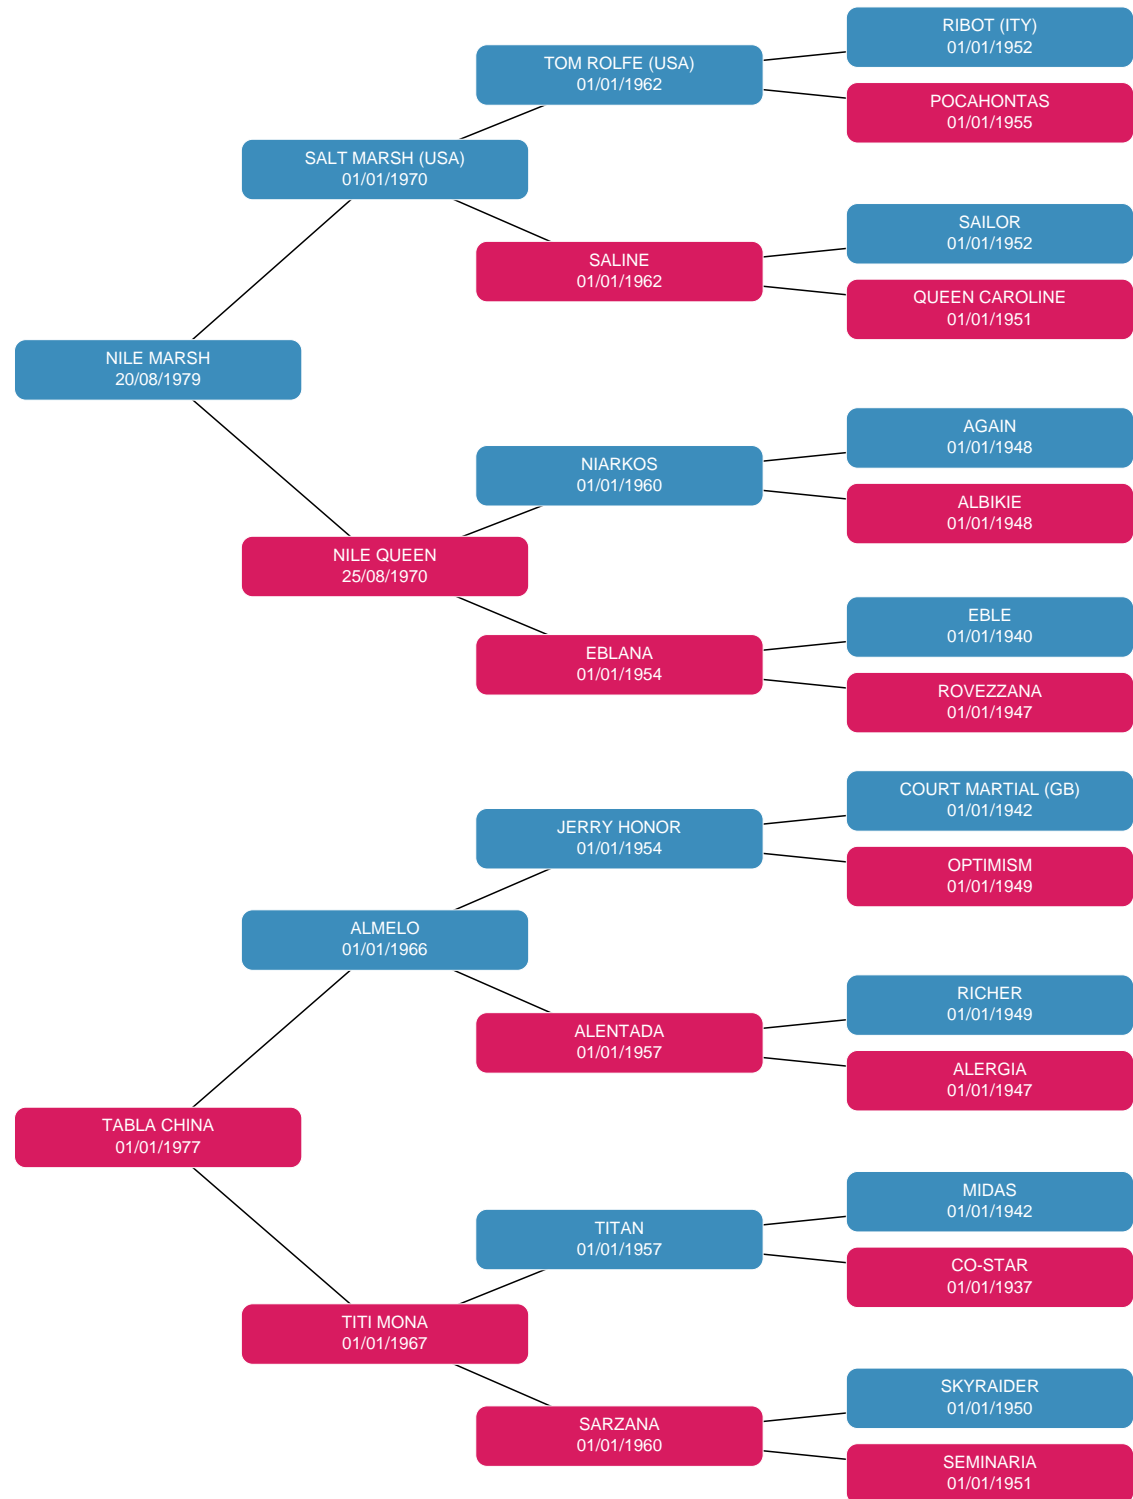 RIBOT (ITY)
01/01/1952
TOM ROLFE (USA)
01/01/1962
POCAHONTAS
01/01/1955
SALT MARSH (USA)
01/01/1970
SAILOR
01/01/1952
SALINE
01/01/1962
QUEEN CAROLINE
01/01/1951
NILE MARSH
20/08/1979
AGAIN
01/01/1948
NIARKOS
01/01/1960
ALBIKIE
01/01/1948
NILE QUEEN
25/08/1970
EBLE
01/01/1940
EBLANA
01/01/1954
ROVEZZANA
01/01/1947
COURT MARTIAL (GB)
01/01/1942
JERRY HONOR
01/01/1954
OPTIMISM
01/01/1949
ALMELO
01/01/1966
RICHER
01/01/1949
ALENTADA
01/01/1957
ALERGIA
01/01/1947
TABLA CHINA
01/01/1977
MIDAS
01/01/1942
TITAN
01/01/1957
CO-STAR
01/01/1937
TITI MONA
01/01/1967
SKYRAIDER
01/01/1950
SARZANA
01/01/1960
SEMINARIA
01/01/1951